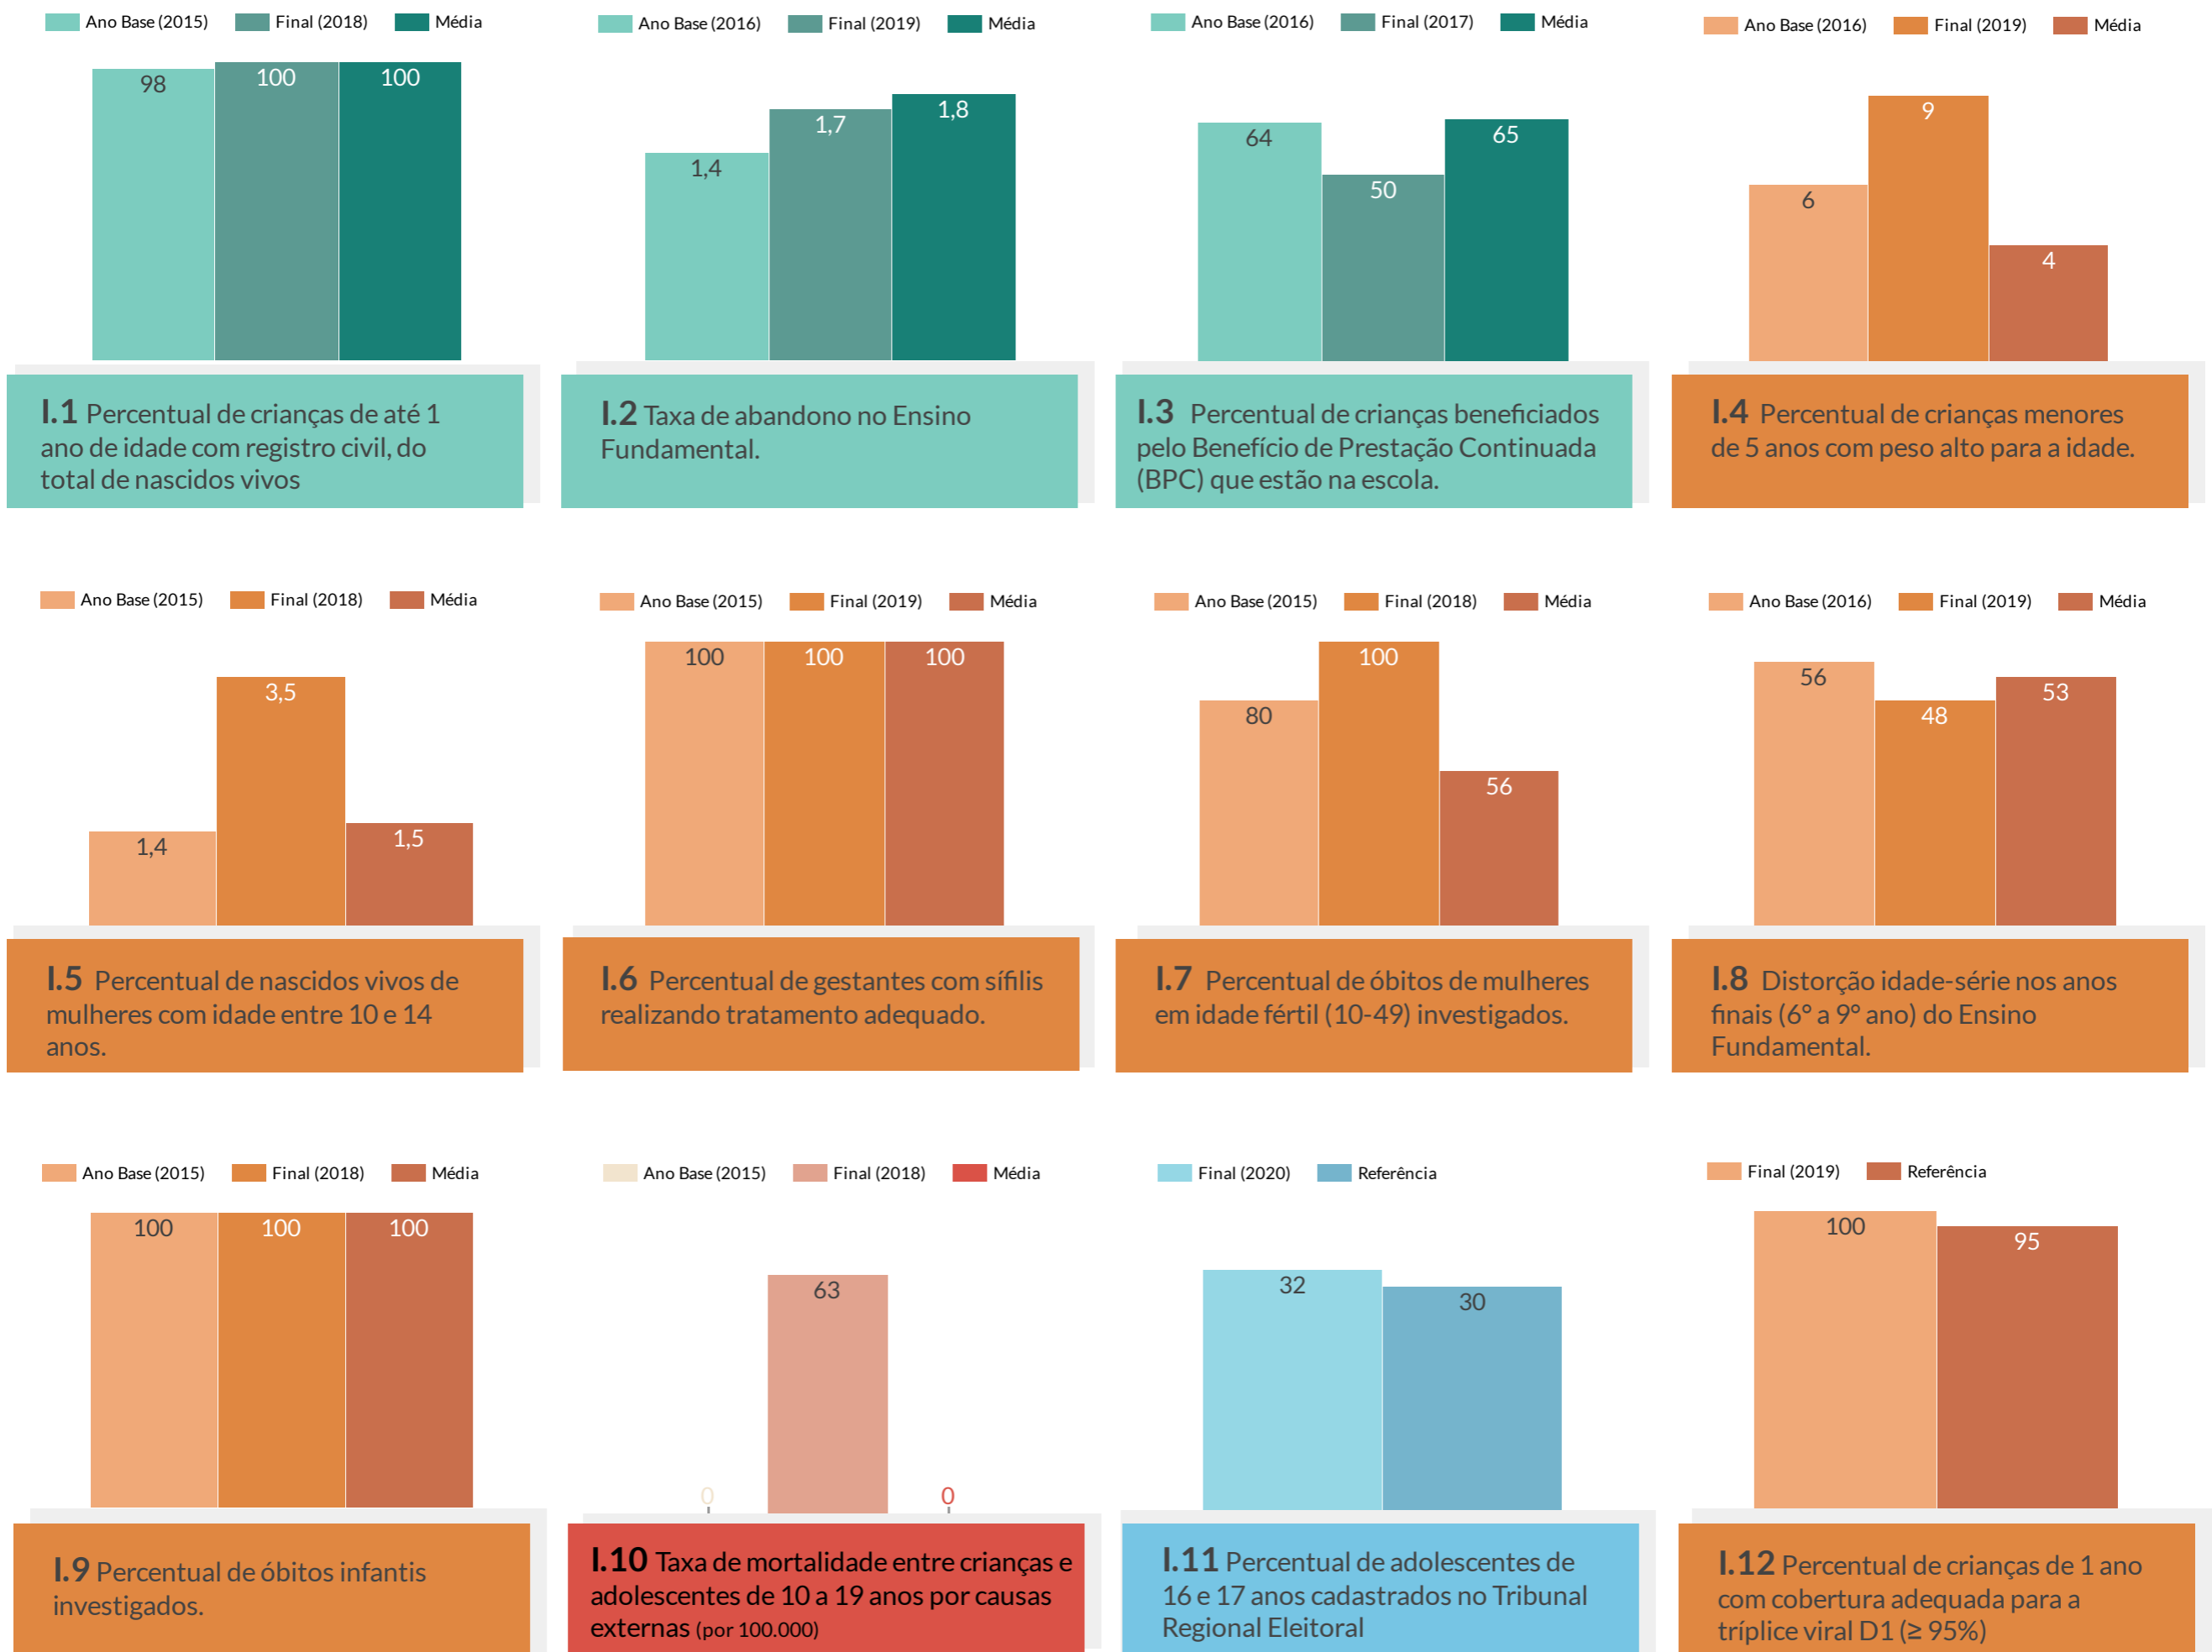 Ano Base (2015) Final (2018) Média
98 100 100
I.1 Percentual de crianças de até 1
ano de idade com registro civil, do
total de nascidos vivos
Ano Base (2016) Final (2019) Média
1,4 1,7 1,8
I.2 Taxa de abandono no Ensino
Fundamental.
Ano Base (2016) Final (2017) Média
64 50 65
I.3 Percentual de crianças beneficiados
pelo Benefício de Prestação Continuada
(BPC) que estão na escola.
Ano Base (2016) Final (2019) Média
6 9 4
I.4 Percentual de crianças menores
de 5 anos com peso alto para a idade.
Ano Base (2015) Final (2018) Média
1,4 3,5 1,5
I.5 Percentual de nascidos vivos de
mulheres com idade entre 10 e 14
anos.
Ano Base (2015) Final (2019) Média
100 100 100
I.6 Percentual de gestantes com sífilis
realizando tratamento adequado.
Ano Base (2015) Final (2018) Média
80 100 56
I.7 Percentual de óbitos de mulheres
em idade fértil (10-49) investigados.
Ano Base (2016) Final (2019) Média
56 48 53
I.8 Distorção idade-série nos anos
finais (6° a 9° ano) do Ensino
Fundamental.
Ano Base (2015) Final (2018) Média
100 100 100
I.9 Percentual de óbitos infantis
investigados.
Ano Base (2015) Final (2018) Média
0 63 0
I.10 Taxa de mortalidade entre crianças e
adolescentes de 10 a 19 anos por causas
externas (por 100.000)
Final (2020) Referência
32 30
I.11 Percentual de adolescentes de
16 e 17 anos cadastrados no Tribunal
Regional Eleitoral
Final (2019) Referência
100 95
I.12 Percentual de crianças de 1 ano
com cobertura adequada para a
tríplice viral D1 (≥ 95%)